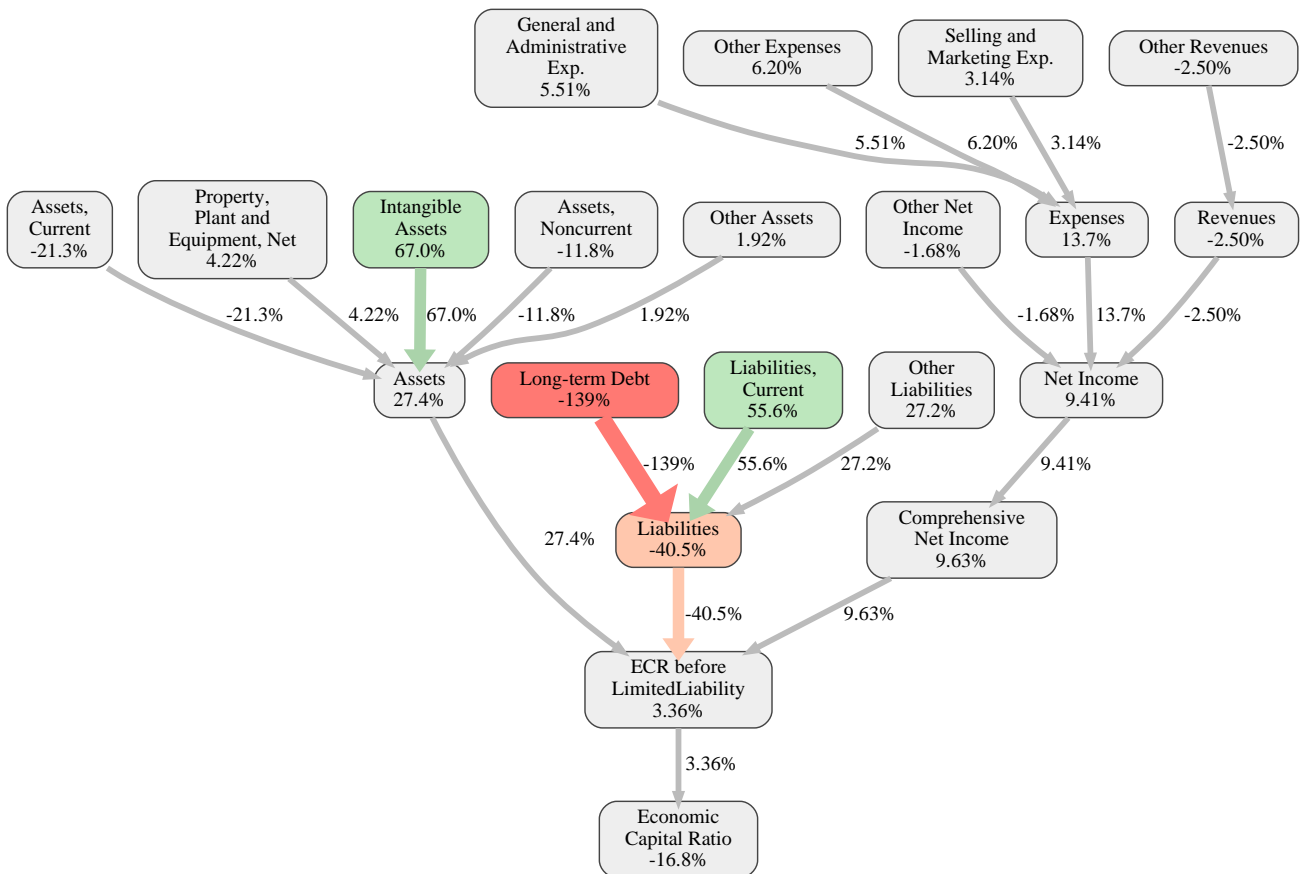 General and
Administrative
Exp.
5.51%
Other Expenses
6.20%
Selling and
Marketing Exp.
3.14%
Other Revenues
-2.50%
5.51%
6.20%
3.14%
-2.50%
Assets,
Current
-21.3%
Property,
Plant and
Equipment, Net
4.22%
Intangible
Assets
67.0%
Assets,
Noncurrent
-11.8%
Other Assets
1.92%
Other Net
Income
-1.68%
Expenses
13.7%
Revenues
-2.50%
-21.3%
4.22%
67.0%
-11.8%
1.92%
-1.68%
13.7%
-2.50%
Assets
27.4%
Long-term Debt
-139%
Liabilities,
Current
55.6%
Other
Liabilities
27.2%
Net Income
9.41%
-139%
55.6%
27.2%
9.41%
27.4%
Liabilities
-40.5%
Comprehensive
Net Income
9.63%
-40.5%
9.63%
ECR before
LimitedLiability
3.36%
3.36%
Economic
Capital Ratio
-16.8%